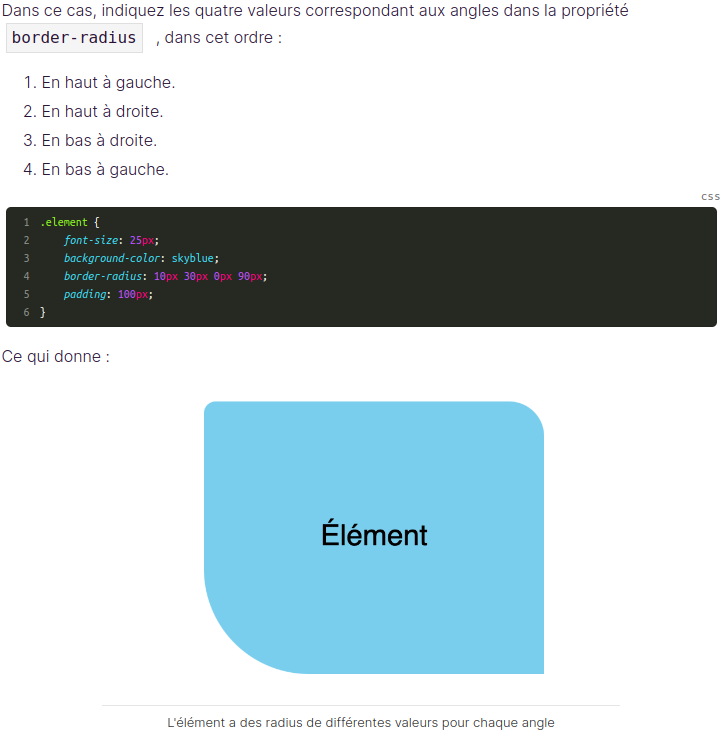 Dans ce cas, indiquez les quatre valeurs correspondant aux angles dans la propriété
border-radius , dans cet ordre :
1. En haut à gauche.
2. En haut à droite.
3. En bas à droite.
4. En bas à gauche.
css
1 .element {
2 font-size: 25px;
3 background-color: skyblue;
4 border-radius: 10px 30px 0px 90px;
5 padding: 100px;
6 }
Ce qui donne :
Élément
L'élément a des radius de différentes valeurs pour chaque angle